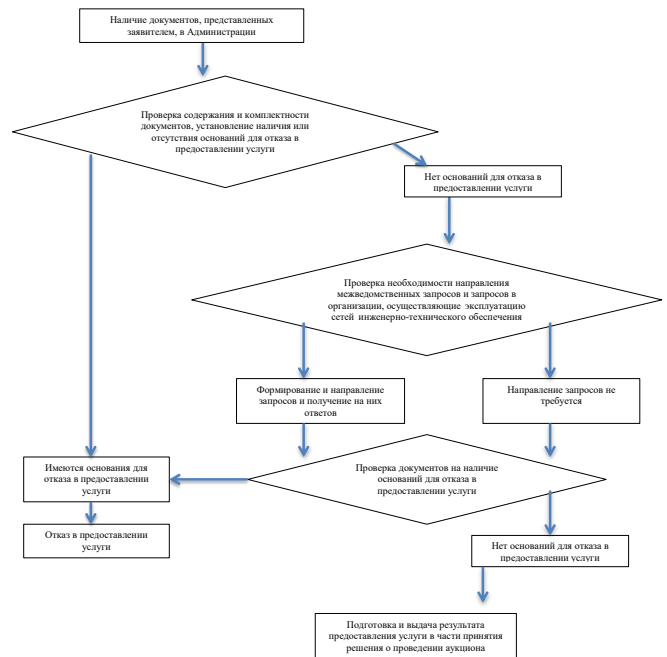 Наличие документов, представленных
заявителем, в Администрации
Проверка содержания и комплектности
документов, установление наличия или
отсутствия оснований для отказа в
предоставлении услуги
Нет оснований для отказа в
предоставлении услуги
Проверка необходимости направления
межведомственных запросов и запросов в
организации, осуществляющие эксплуатацию
сетей инженерно-технического обеспечения
Формирование и направление
запросов и получение на них
ответов
Направление запросов не
требуется
Имеются основания для
отказа в предоставлении
услуги
Проверка документов на наличие
оснований для отказа в
предоставлении услуги
Отказ в предоставлении
услуги
Нет оснований для отказа в
предоставлении услуги
Подготовка и выдача результата
предоставления услуги в части принятия
решения о проведении аукциона